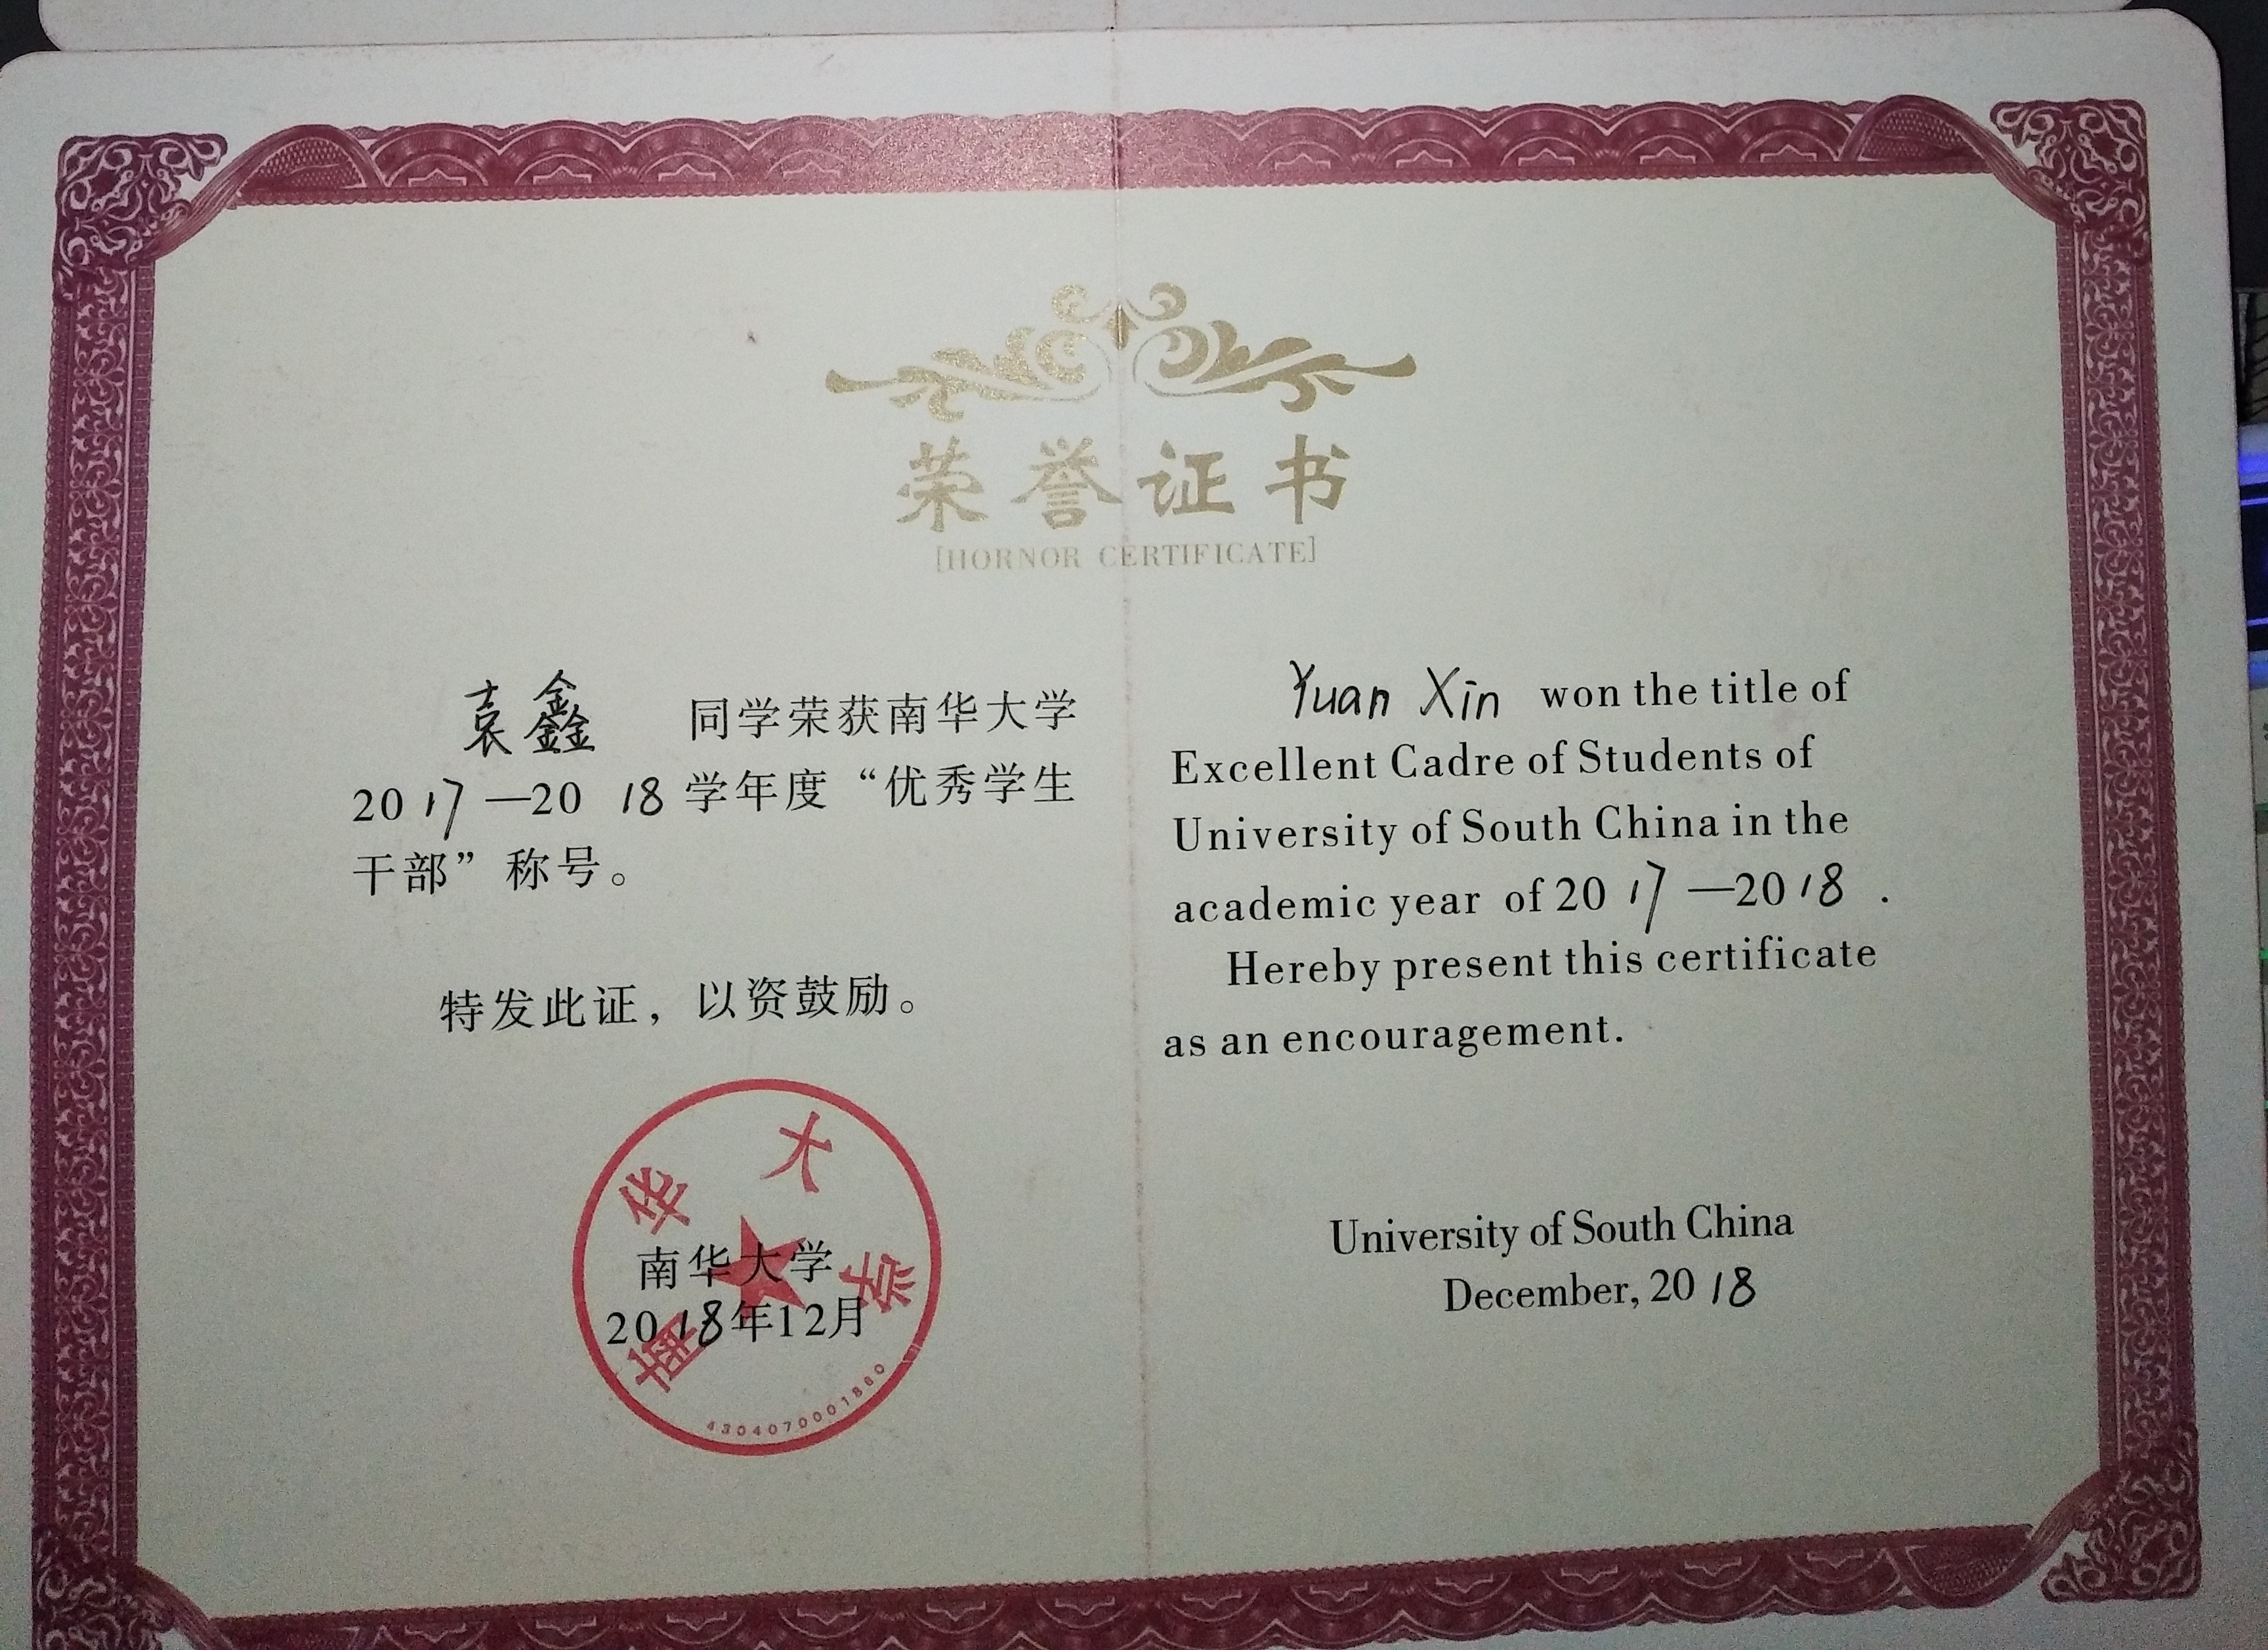 荣誉证书
[HORNOR CERTIFICATE]
袁鑫 同学荣获南华大学
2017—2018学年度“优秀学生
干部”称号。
特发此证，以资鼓励。
南华大学
南华大学
2018年12月
4304070001860
Yuan Xin won the title of
Excellent Cadre of Students of
University of South China in the
academic year of 2017—2018 .
Hereby present this certificate
as an encouragement.
University of South China
December, 2018